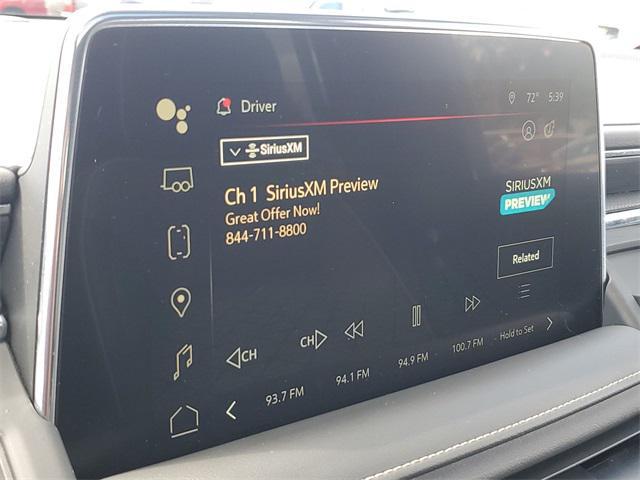 Driver
72° 5:39
SiriusXM
Ch 1 SiriusXM Preview
Great Offer Now!
844-711-8800
SIRIUSXM
PREVIEW
Related
CH
CH
93.7 FM
94.1 FM
94.9 FM
100.7 FM
Hold to Set